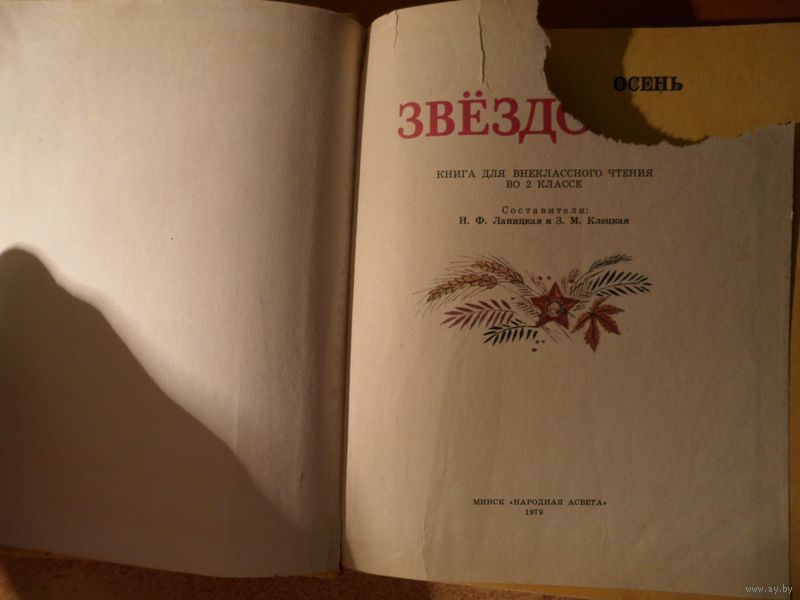 ОСЕНЬ
ЗВЁЗДО
КНИГА ДЛЯ ВНЕКЛАССНОГО ЧТЕНИЯ
ВО 2 КЛАССЕ
Составители:
Н. Ф. Лапицкая и З. М. Клецкая
МИНСК «НАРОДНАЯ АСВЕТА»
1979
www.ay.by